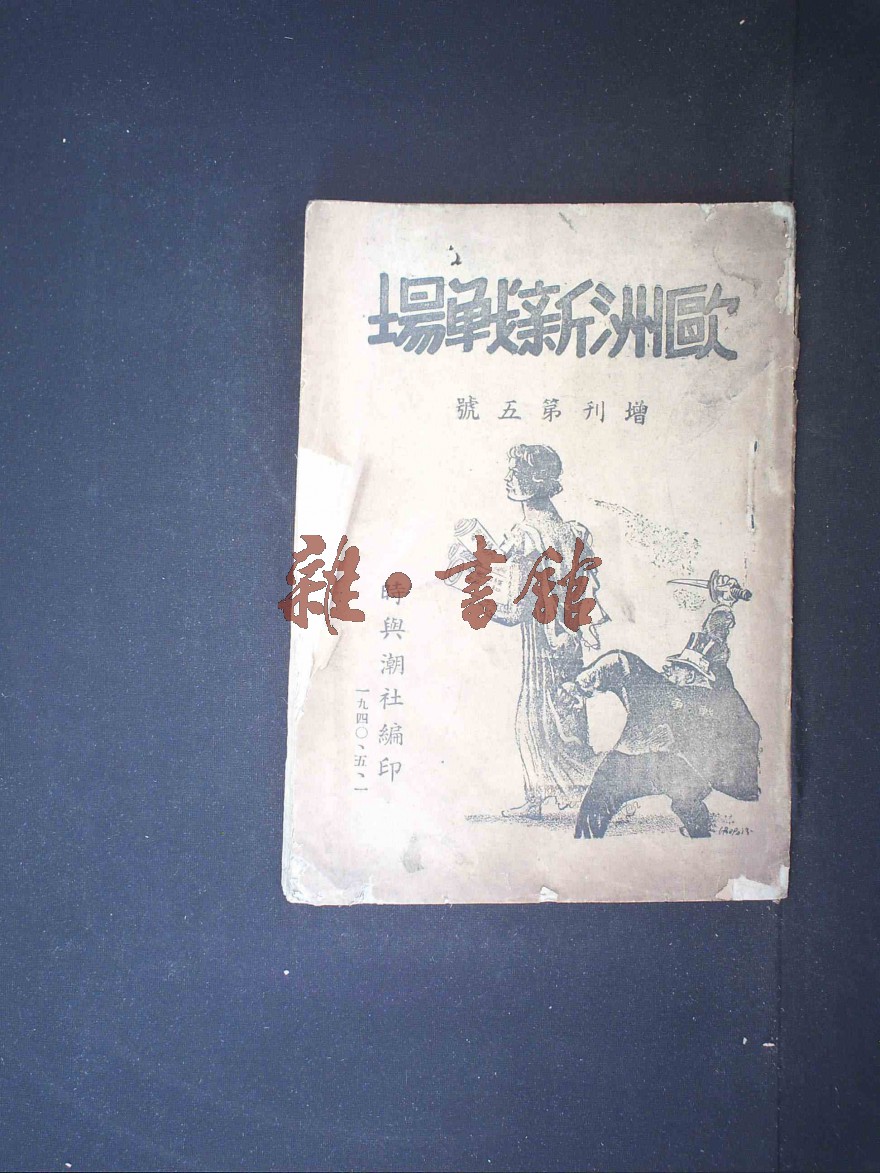 歐洲新戰場
增刊第五號
時與潮社編印
一九四〇、五、一
雜·書館